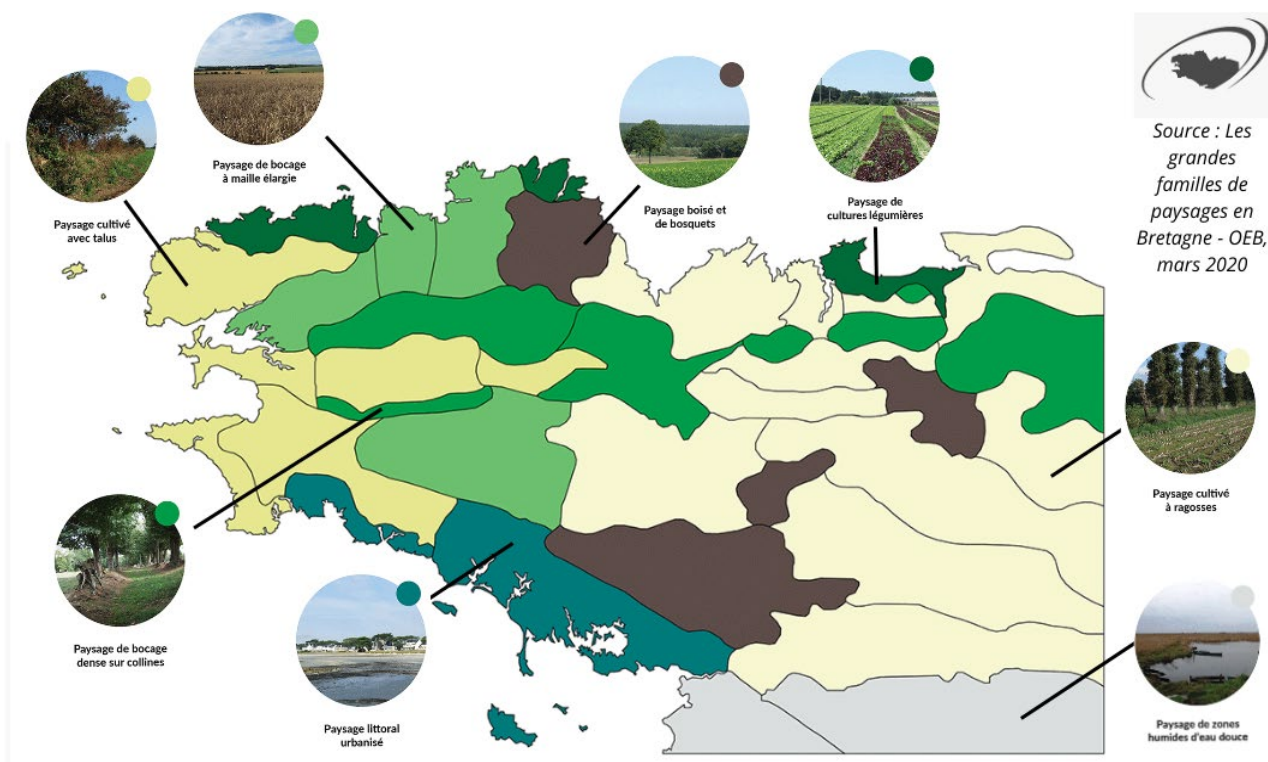 Paysage de bocage
à maille élargie
Paysage cultivé
avec talus
Paysage boisé et
de bosquets
Paysage de
cultures légumières
Source : Les
grandes
familles de
paysages en
Bretagne - OEB,
mars 2020
Paysage cultivé
à ragosses
Paysage de bocage
dense sur collines
Paysage littoral
urbanisé
Paysage de zones
humides d'eau douce